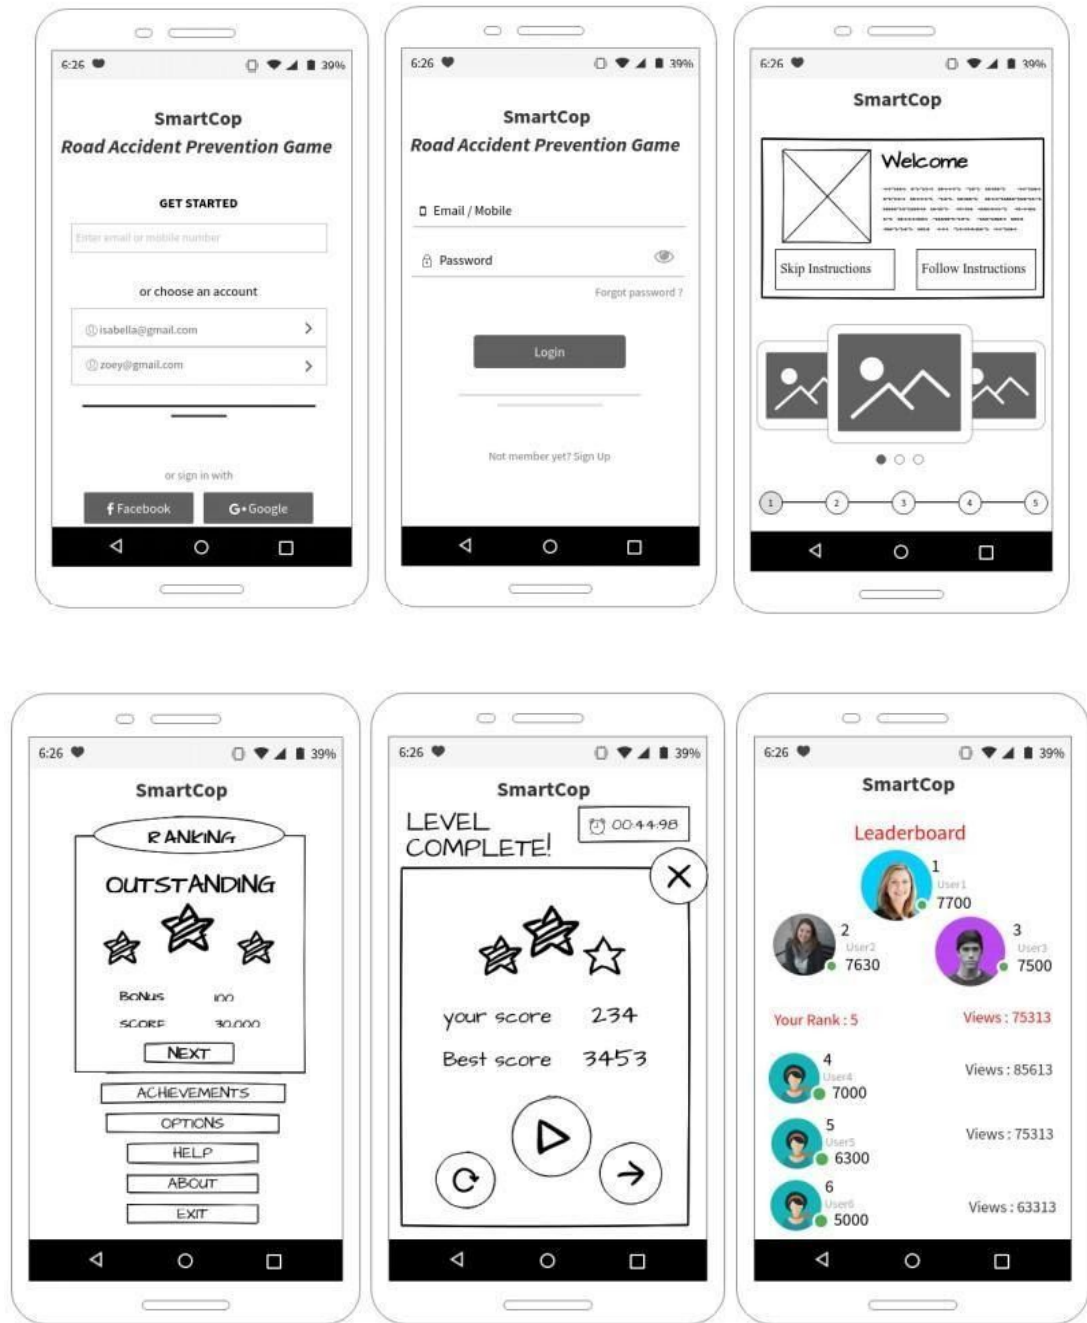 6:26
39%
SmartCop
Road Accident Prevention Game
GET STARTED
Enter email or mobile number
or choose an account
isabella@gmail.com
zoey@gmail.com
or sign in with
f Facebook
G+ Google
6:26
39%
SmartCop
Road Accident Prevention Game
Email / Mobile
Password
Forgot password ?
Login
Not member yet? Sign Up
6:26
39%
SmartCop
Welcome
Skip Instructions
Follow Instructions
1 2 3 4 5
6:26
39%
SmartCop
RANKING
OUTSTANDING
BONUS 100
SCORE 30,000
NEXT
ACHIEVEMENTS
OPTIONS
HELP
ABOUT
EXIT
6:26
39%
SmartCop
LEVEL
COMPLETE!
00:44:98
your score 234
Best score 3453
6:26
39%
SmartCop
Leaderboard
1
User1
7700
2
User2
7630
3
User3
7500
Your Rank : 5
Views : 75313
4
User4
7000
Views : 85613
5
User5
6300
Views : 75313
6
User6
5000
Views : 63313